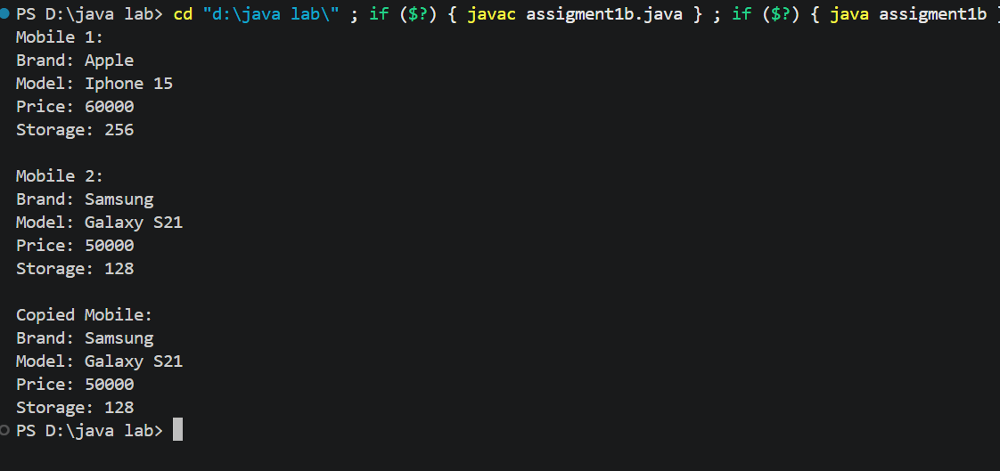 PS D:\java lab> cd "d:\java lab\" ; if ($?) { javac assigment1b.java } ; if ($?) { java assigment1b }
Mobile 1:
Brand: Apple
Model: Iphone 15
Price: 60000
Storage: 256

Mobile 2:
Brand: Samsung
Model: Galaxy S21
Price: 50000
Storage: 128

Copied Mobile:
Brand: Samsung
Model: Galaxy S21
Price: 50000
Storage: 128
PS D:\java lab>